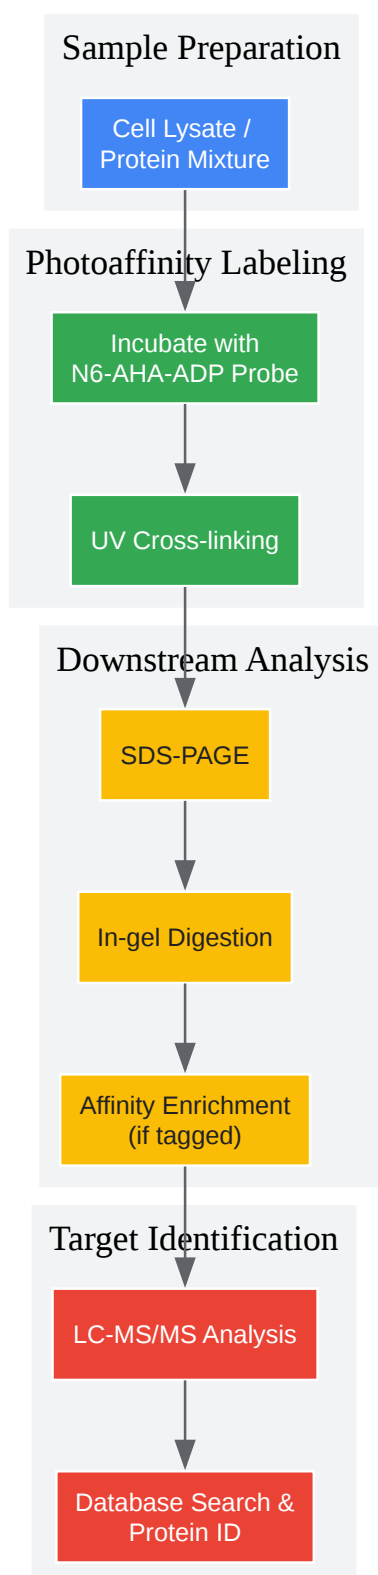 Sample Preparation
Cell Lysate /
Protein Mixture
Photoaffinity Labeling
Incubate with
N6-AHA-ADP Probe
UV Cross-linking
Downstream Analysis
SDS-PAGE
In-gel Digestion
Affinity Enrichment
(if tagged)
Target Identification
LC-MS/MS Analysis
Database Search &
Protein ID